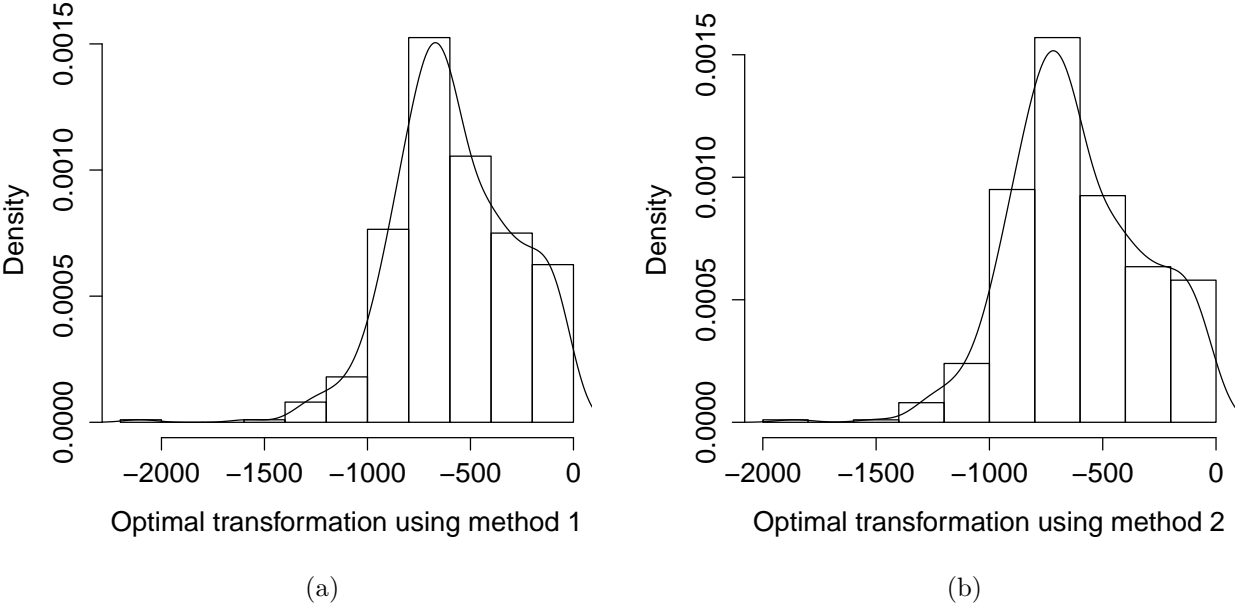 0.0015
0.0010
0.0005
0.0000
Density
−2000 −1500 −1000 −500 0
Optimal transformation using method 1
(a)
0.0015
0.0010
0.0005
0.0000
Density
−2000 −1500 −1000 −500 0
Optimal transformation using method 2
(b)